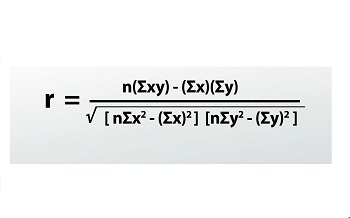 r = n(Σxy) - (Σx)(Σy)
√ [ nΣx² - (Σx)² ] [nΣy² - (Σy)² ]